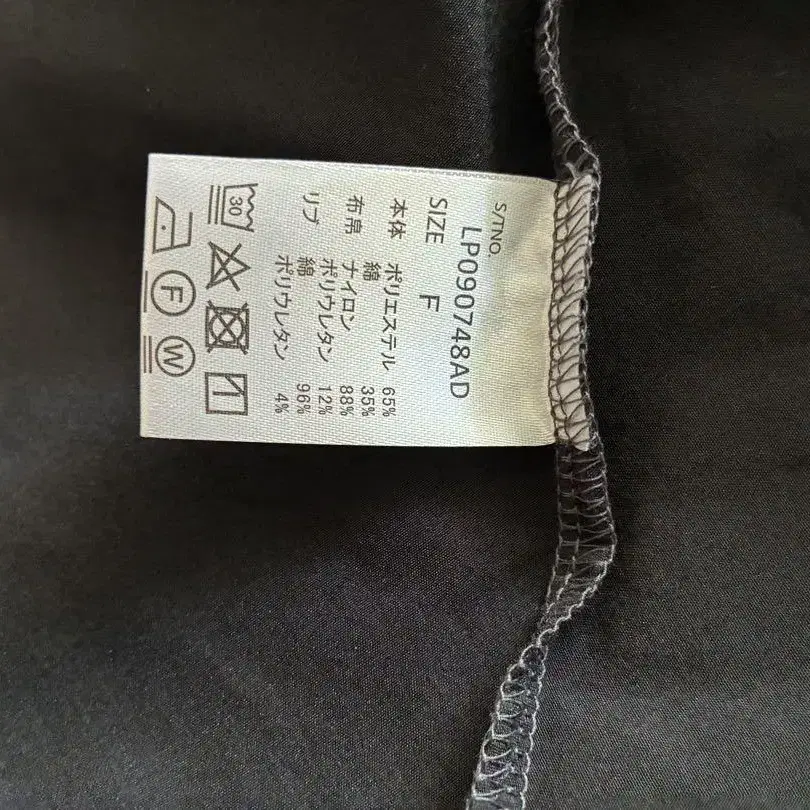 S/TNO.
LP090748AD
SIZE F
本体 ポリエステル 65%
綿 35%
布帛 ナイロン 88%
ポリウレタン 12%
リブ 綿 96%
ポリウレタン 4%
30
F W